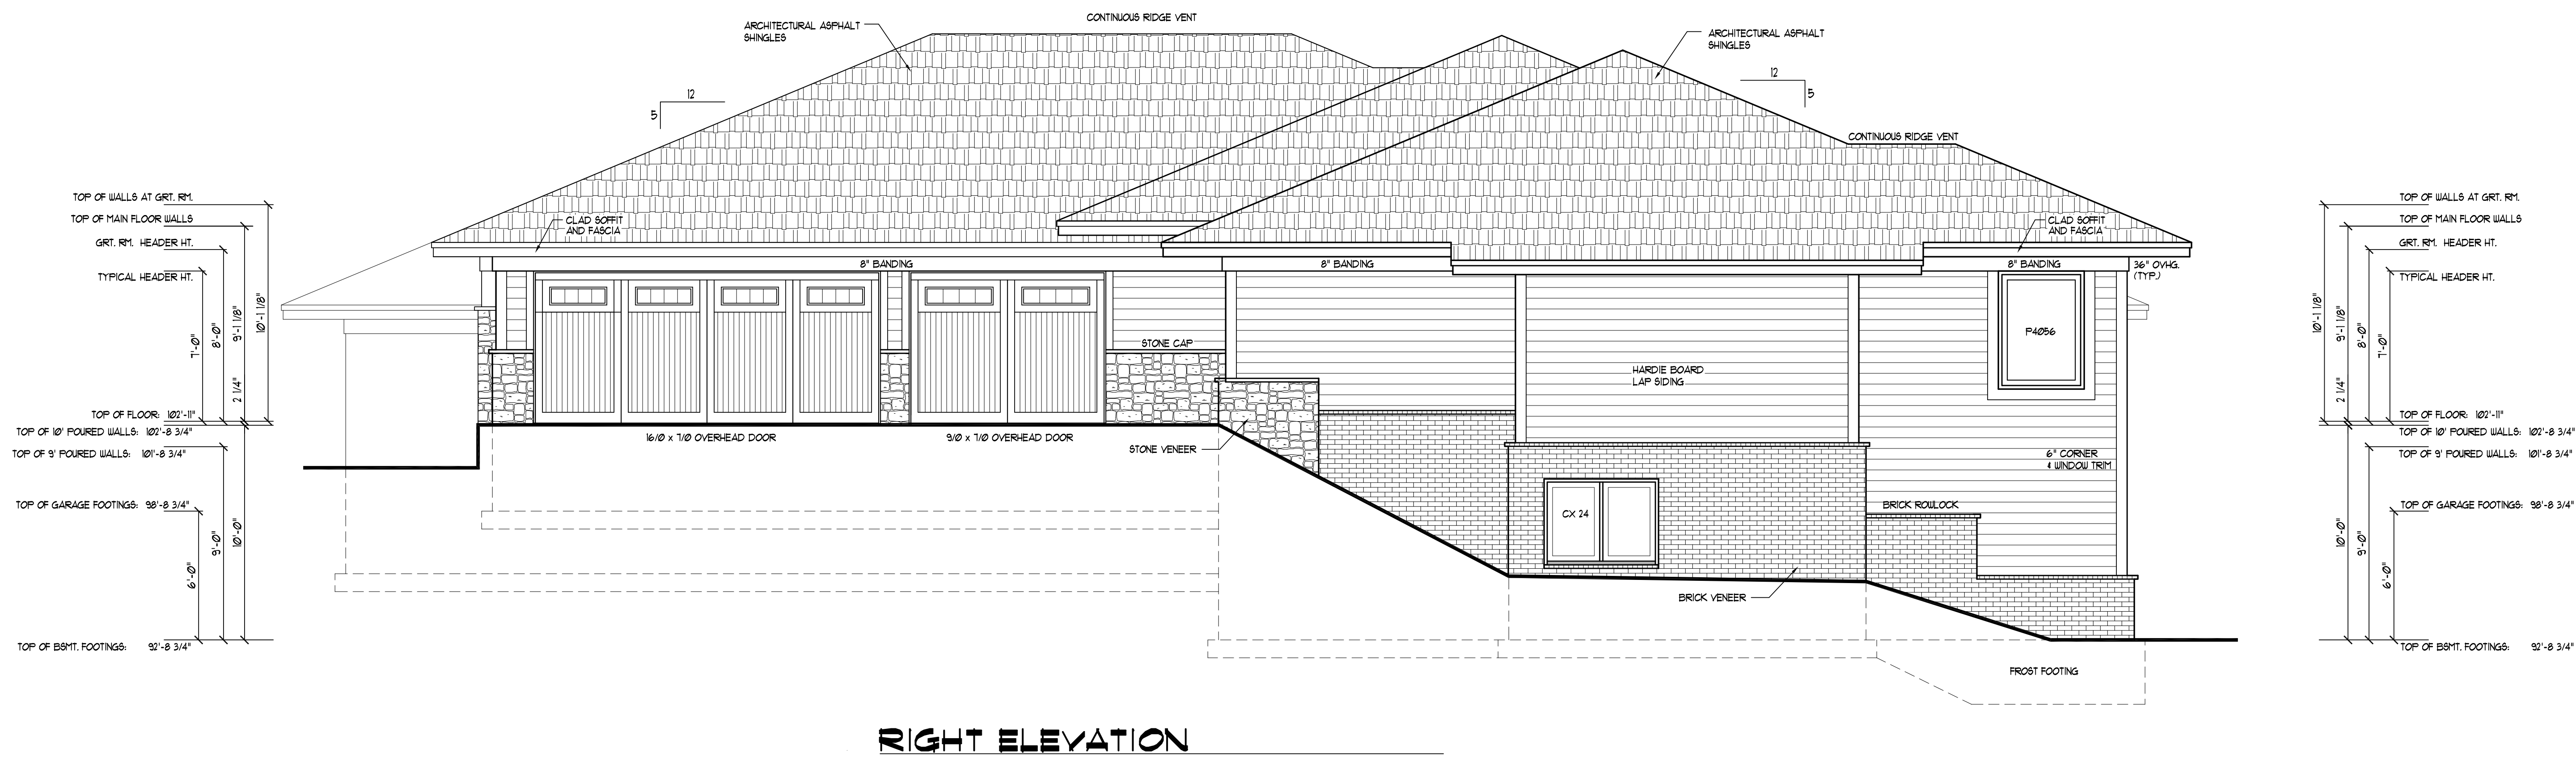 CONTINUOUS RIDGE VENT
ARCHITECTURAL ASPHALT
SHINGLES
ARCHITECTURAL ASPHALT
SHINGLES
12
5
12
5
CONTINUOUS RIDGE VENT
TOP OF WALLS AT GRT. RM.
TOP OF MAIN FLOOR WALLS
GRT. RM. HEADER HT.
TYPICAL HEADER HT.
7'-0"
8'-0"
9'-1 1/8"
10'-1 1/8"
2 1/4"
TOP OF FLOOR: 102'-11"
TOP OF 10' POURED WALLS: 102'-8 3/4"
TOP OF 9' POURED WALLS: 101'-8 3/4"
TOP OF GARAGE FOOTINGS: 98'-8 3/4"
6'-0"
9'-0"
10'-0"
TOP OF BSMT. FOOTINGS: 92'-8 3/4"
CLAD SOFFIT
AND FASCIA
8" BANDING
8" BANDING
CLAD SOFFIT
AND FASCIA
8" BANDING
36" OVHG.
(TYP.)
P4056
STONE CAP
HARDIE BOARD
LAP SIDING
16/0 x 7/0 OVERHEAD DOOR
9/0 x 7/0 OVERHEAD DOOR
STONE VENEER
6" CORNER
& WINDOW TRIM
BRICK ROWLOCK
CX 24
BRICK VENEER
FROST FOOTING
TOP OF WALLS AT GRT. RM.
TOP OF MAIN FLOOR WALLS
GRT. RM. HEADER HT.
TYPICAL HEADER HT.
10'-1 1/8"
9'-1 1/8"
8'-0"
7'-0"
2 1/4"
TOP OF FLOOR: 102'-11"
TOP OF 10' POURED WALLS: 102'-8 3/4"
TOP OF 9' POURED WALLS: 101'-8 3/4"
TOP OF GARAGE FOOTINGS: 98'-8 3/4"
10'-0"
9'-0"
6'-0"
TOP OF BSMT. FOOTINGS: 92'-8 3/4"
RIGHT ELEVATION